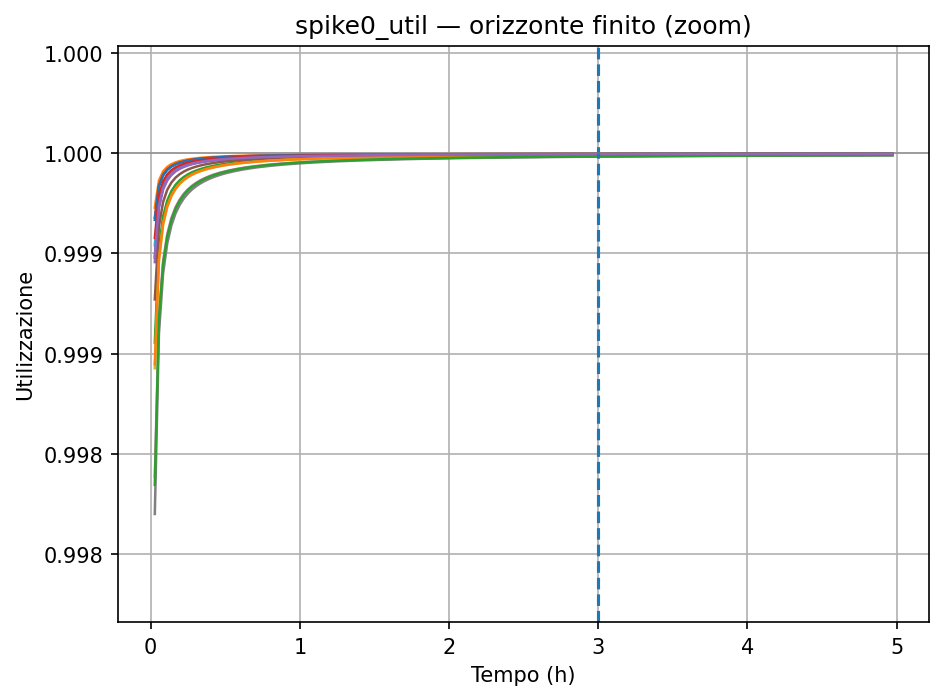 spike0_util — orizzonte finito (zoom)
1.000
1.000
0.999
0.999
0.998
0.998
Utilizzazione
0 1 2 3 4 5
Tempo (h)